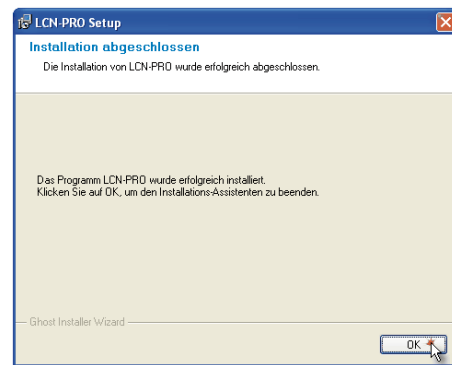 LCN-PRO Setup
Installation abgeschlossen
Die Installation von LCN-PRO wurde erfolgreich abgeschlossen.
Das Programm LCN-PRO wurde erfolgreich installiert.
Klicken Sie auf OK, um den Installations-Assistenten zu beenden.
Ghost Installer Wizard
OK